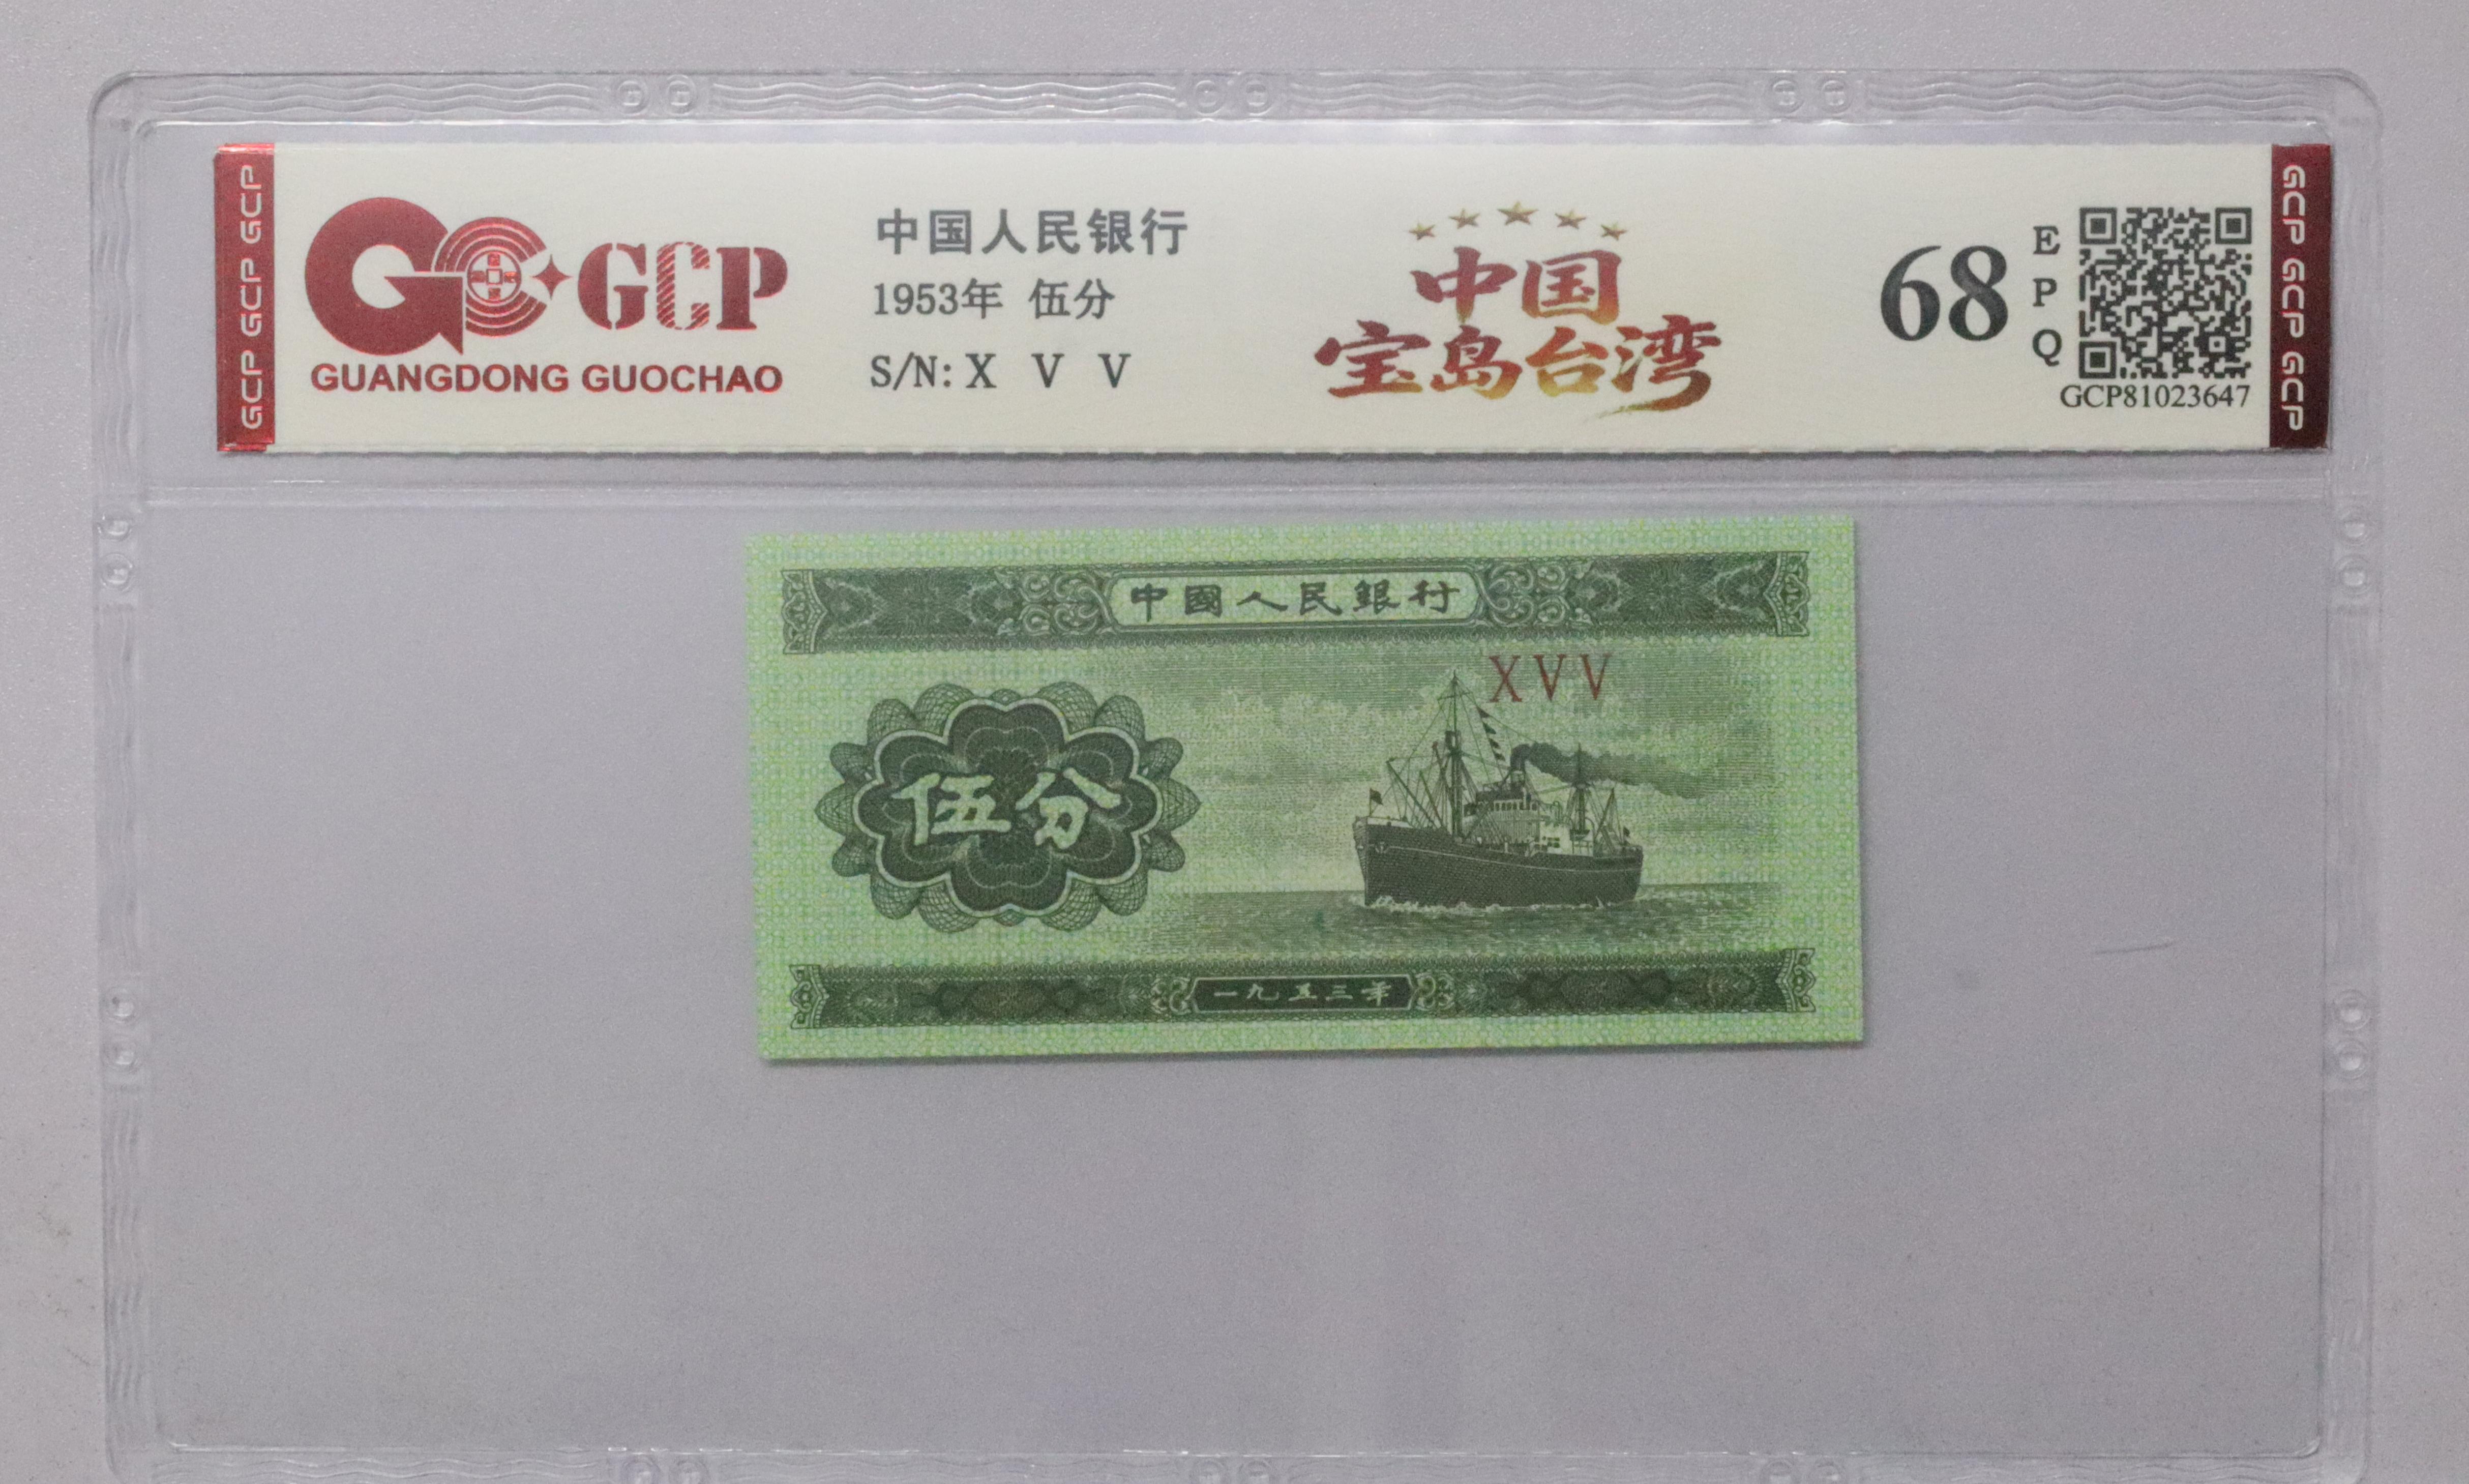 GCP GCP GCP
GCP
GUANGDONG GUOCHAO
中国人民银行
1953年 伍分
S/N: X V V
中国
宝岛台湾
68
E
P
Q
GCP81023647
GCP GCP GCP
中國人民銀行
XVV
伍分
一九五三年